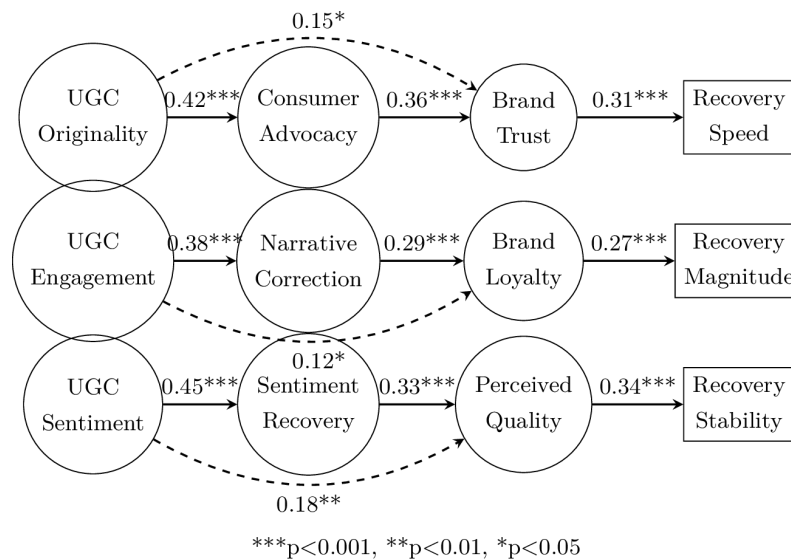 0.15*
UGC
Originality
0.42***
Consumer
Advocacy
0.36***
Brand
Trust
0.31***
Recovery
Speed
UGC
Engagement
0.38***
Narrative
Correction
0.29***
Brand
Loyalty
0.27***
Recovery
Magnitude
0.12*
UGC
Sentiment
0.45***
Sentiment
Recovery
0.33***
Perceived
Quality
0.34***
Recovery
Stability
0.18**
***p<0.001, **p<0.01, *p<0.05